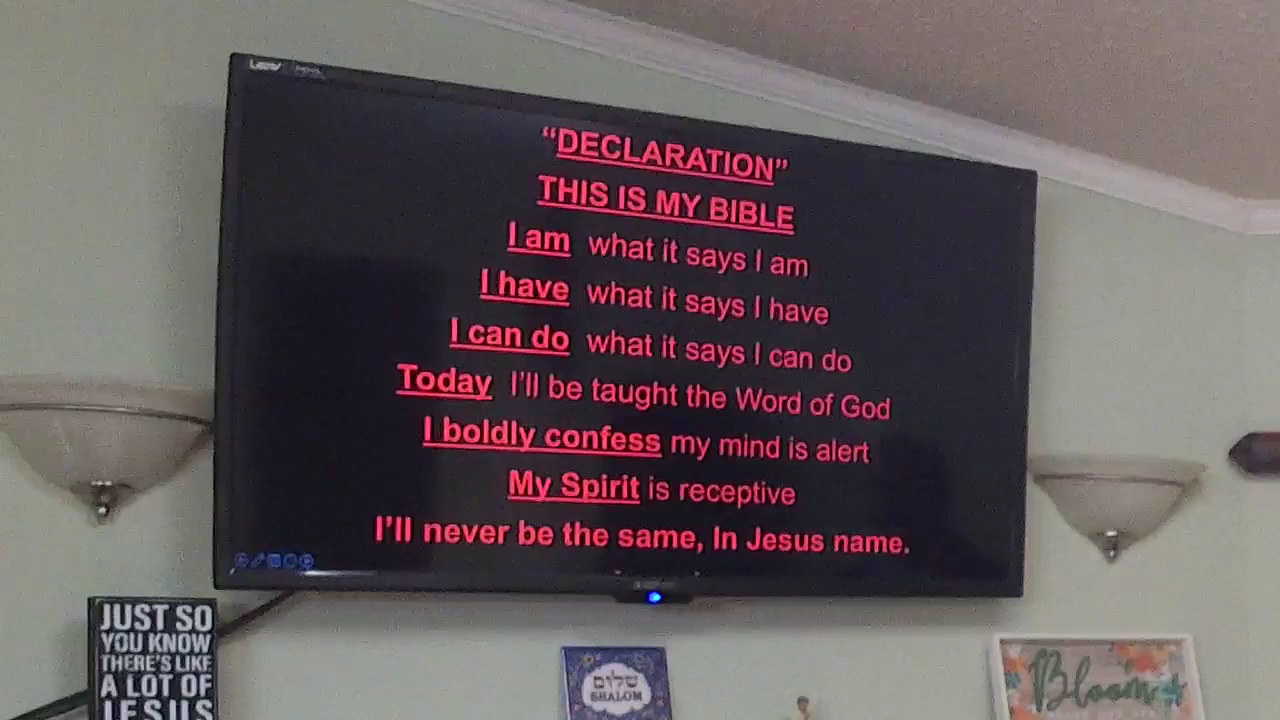 “DECLARATION”
THIS IS MY BIBLE
I am what it says I am
I have what it says I have
I can do what it says I can do
Today I’ll be taught the Word of God
I boldly confess my mind is alert
My Spirit is receptive
I’ll never be the same, In Jesus name.
JUST SO
YOU KNOW
THERE'S LIKE
A LOT OF
JESUS
שלום
SHALOM
Bloom